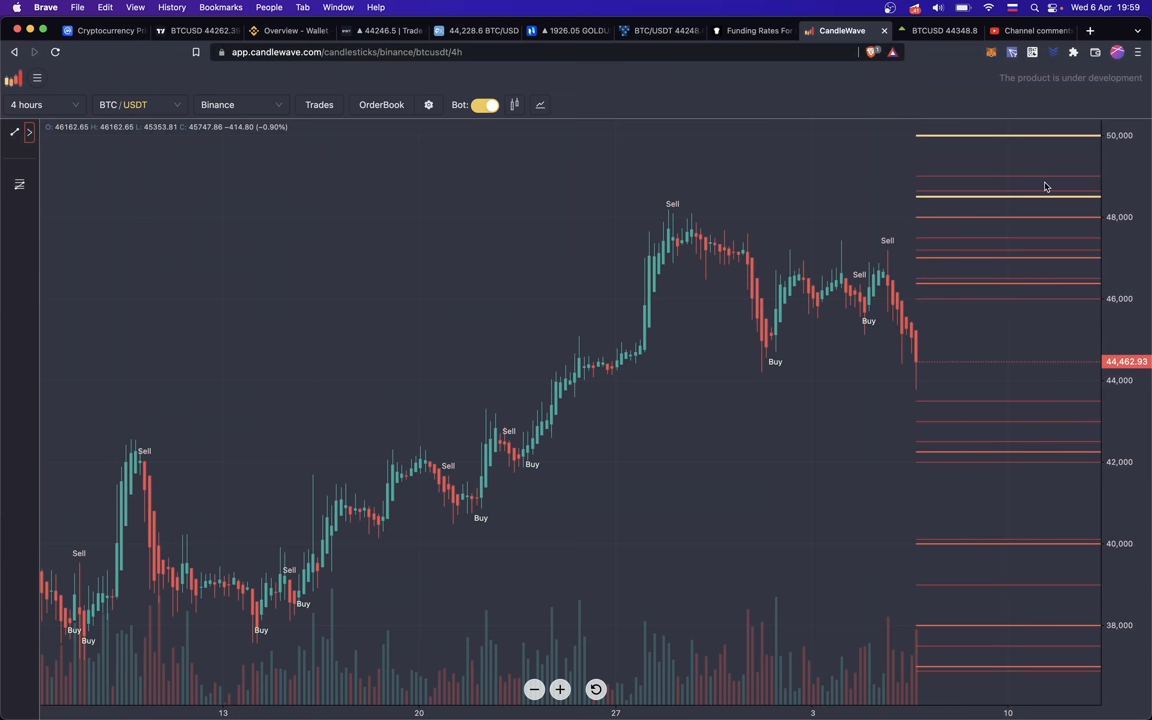 Brave File Edit View History Bookmarks People Tab Window Help .41 Wed 6 Apr 19:59
Cryptocurrency Pr BTCUSD 44262.35 Overview - Wallet 44246.5 | Trade 44,228.6 BTC/USD 1926.05 GOLDU BTC/USDT 44248. Funding Rates For CandleWave BTCUSD 44348.8 Channel comment
app.candlewave.com/candlesticks/binance/btcusdt/4h
The product is under development
4 hours BTC/USDT Binance Trades OrderBook Bot:
O: 46162.65 H: 46162.65 L: 45353.81 C: 45747.86 −414.80 (−0.90%)
50,000
Sell
48,000
Sell
Sell
46,000
Buy
Buy
44,462.93
44,000
Sell
Sell
Sell
Buy
42,000
Buy
40,000
Sell
Sell
Buy
38,000
Buy
Buy
Buy
13 20 27 3 10